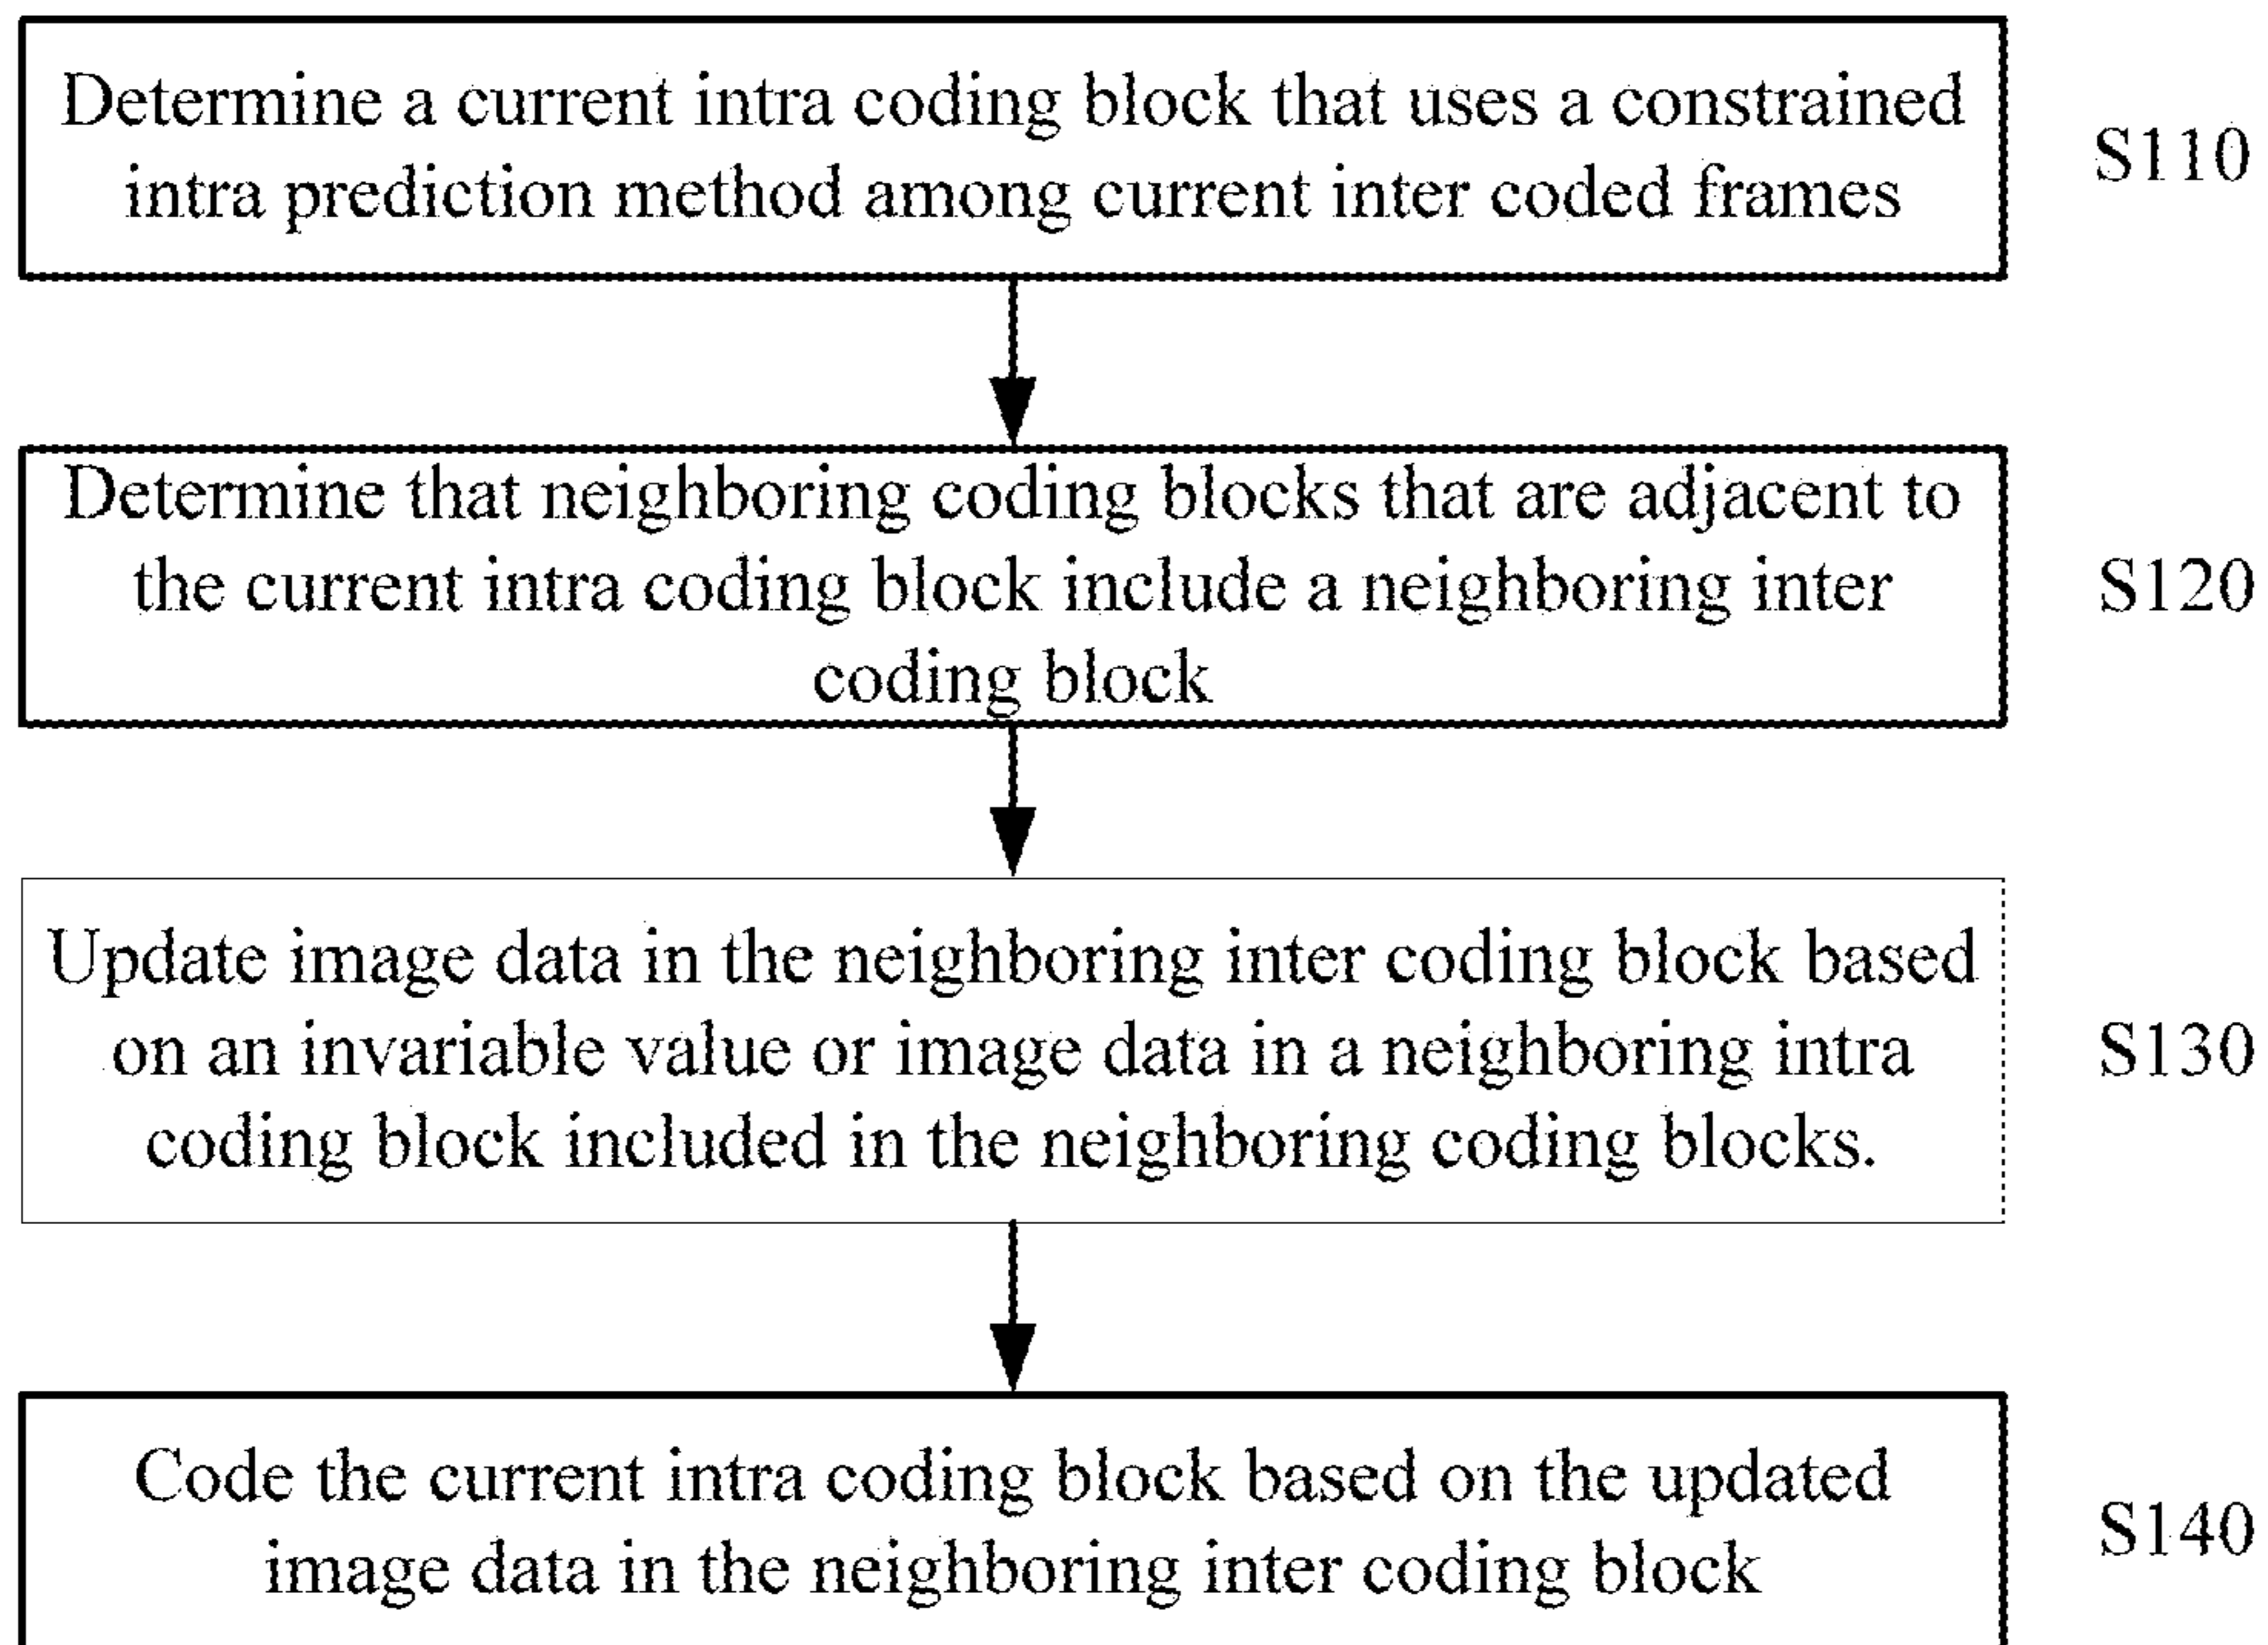 Determine a current intra coding block that uses a constrained
intra prediction method among current inter coded frames
S110
Determine that neighboring coding blocks that are adjacent to
the current intra coding block include a neighboring inter
coding block
S120
Update image data in the neighboring inter coding block based
on an invariable value or image data in a neighboring intra
coding block included in the neighboring coding blocks.
S130
Code the current intra coding block based on the updated
image data in the neighboring inter coding block
S140